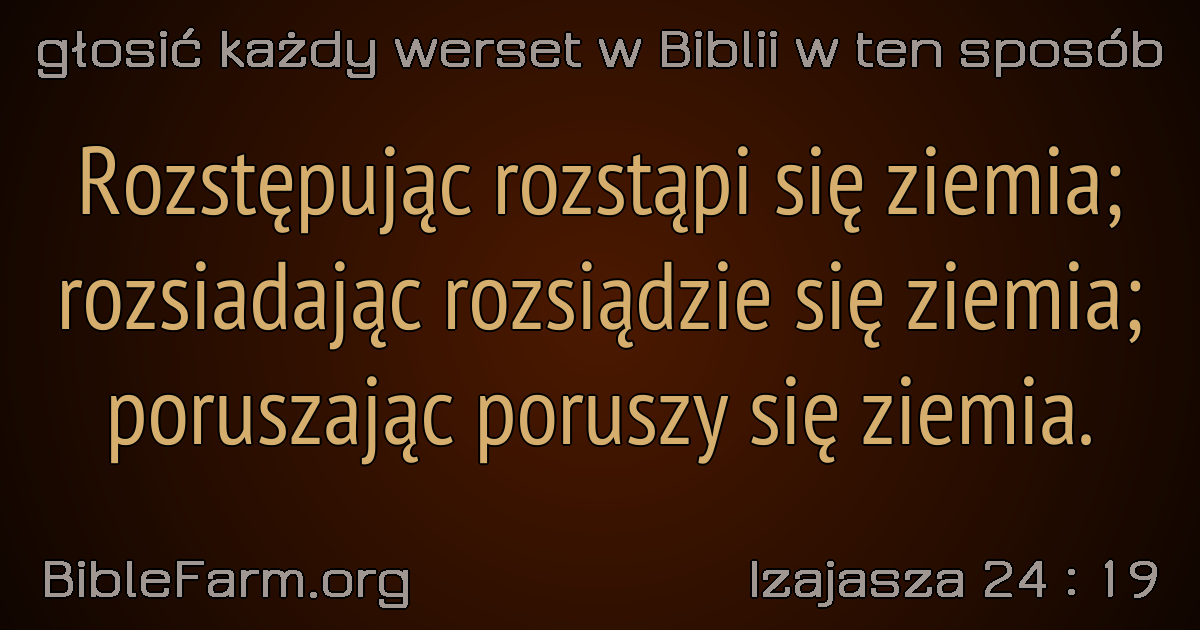 głosić każdy werset w Biblii w ten sposób
Rozstępując rozstąpi się ziemia;
rozsiadając rozsiądzie się ziemia;
poruszając poruszy się ziemia.
BibleFarm.org
Izajasza 24 : 19